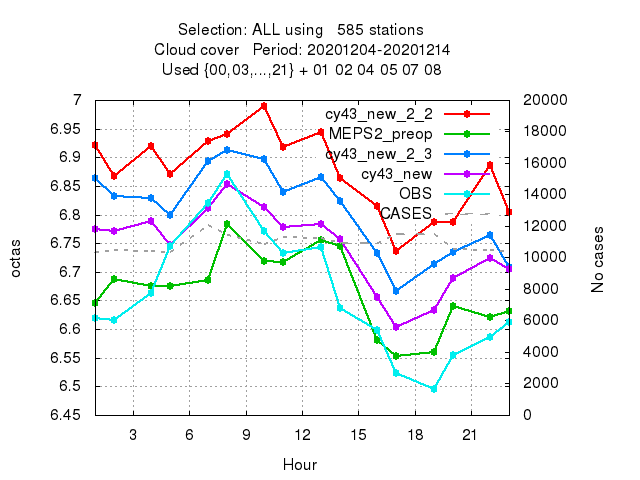 Selection: ALL using   585 stations
Cloud cover   Period: 20201204-20201214
Used {00,03,...,21} + 01 02 04 05 07 08
7
6.95
6.9
6.85
6.8
6.75
6.7
6.65
6.6
6.55
6.5
6.45
octas
cy43_new_2_2
MEPS2_preop
cy43_new_2_3
cy43_new
OBS
CASES
20000
18000
16000
14000
12000
10000
8000
6000
4000
2000
0
No cases
3 6 9 12 15 18 21
Hour